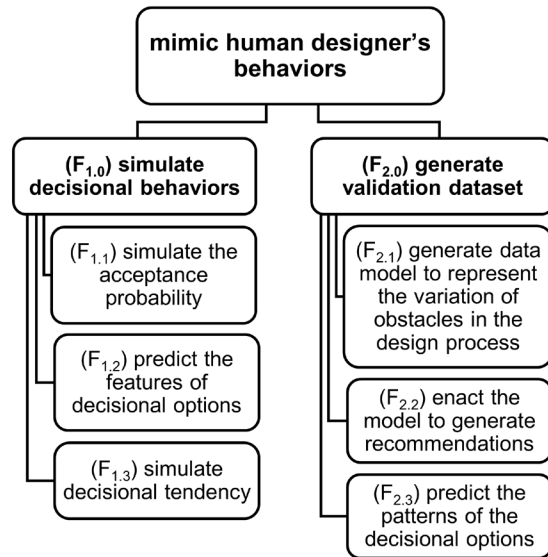 mimic human designer's
behaviors
(F1.0) simulate
decisional behaviors
(F1.1) simulate the
acceptance
probability
(F1.2) predict the
features of
decisional options
(F1.3) simulate
decisional tendency
(F2.0) generate
validation dataset
(F2.1) generate data
model to represent
the variation of
obstacles in the
design process
(F2.2) enact the
model to generate
recommendations
(F2.3) predict the
patterns of the
decisional options